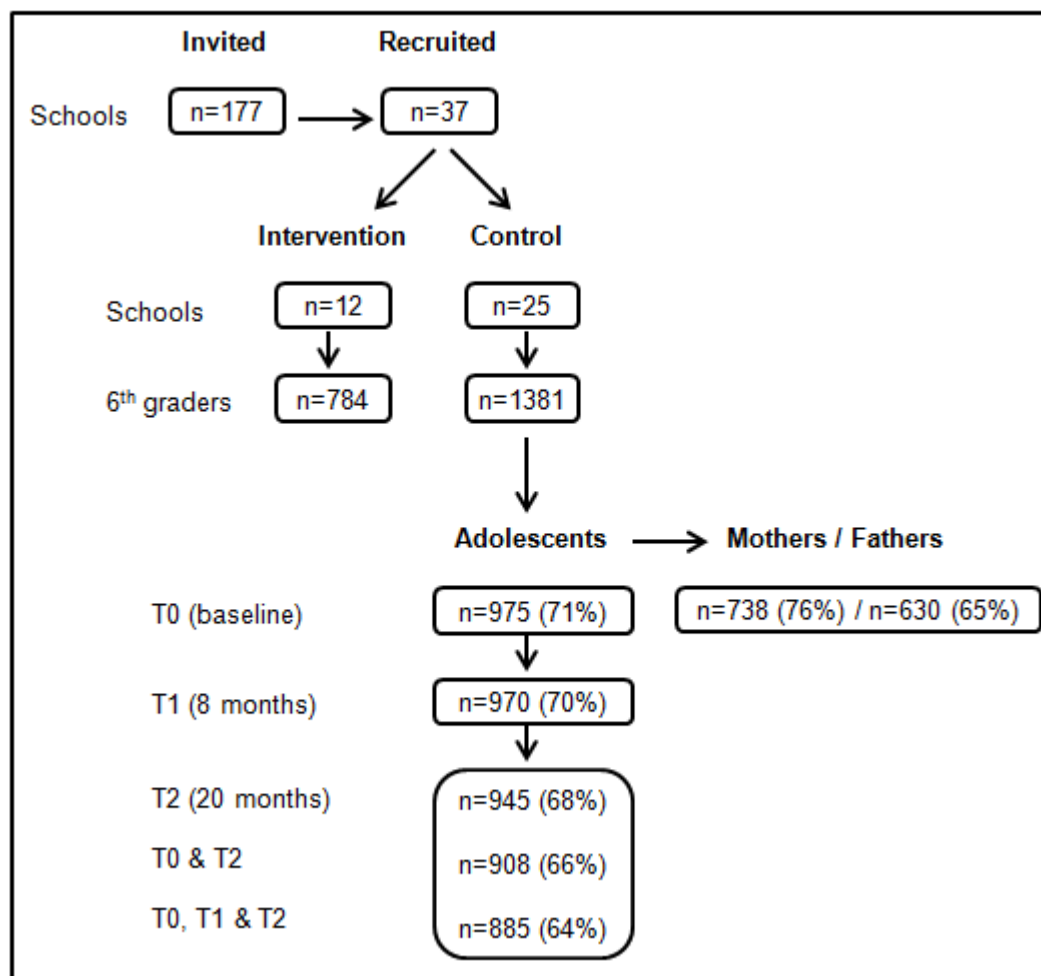 Invited Recruited
Schools n=177 n=37
Intervention Control
Schools n=12 n=25
6th graders n=784 n=1381
Adolescents Mothers / Fathers
T0 (baseline) n=975 (71%) n=738 (76%) / n=630 (65%)
T1 (8 months) n=970 (70%)
T2 (20 months) n=945 (68%)
T0 & T2 n=908 (66%)
T0, T1 & T2 n=885 (64%)